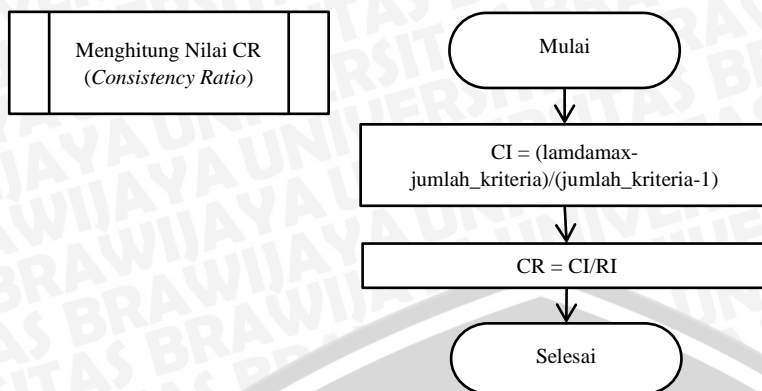 Menghitung Nilai CR
(Consistency Ratio)
Mulai
CI = (lamdamax-
jumlah_kriteria)/(jumlah_kriteria-1)
CR = CI/RI
Selesai